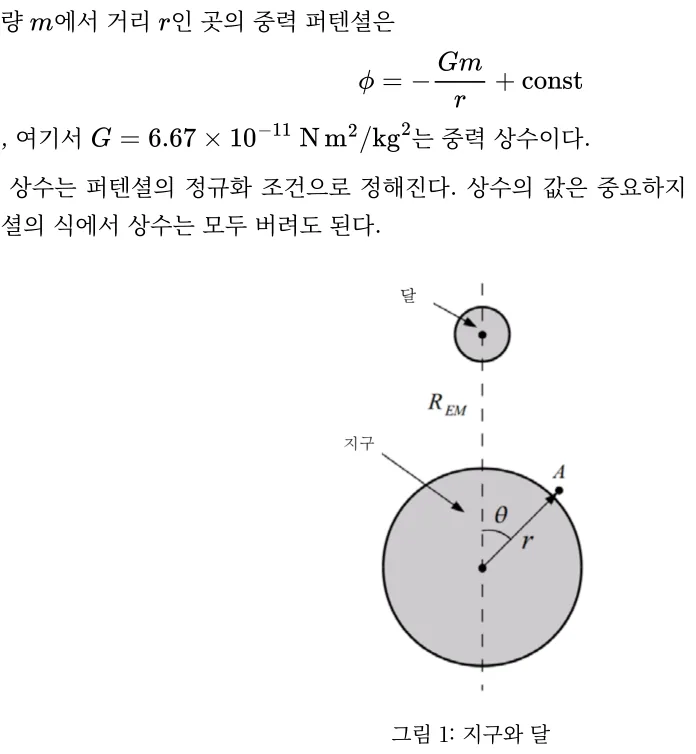 량 m에서 거리 r인 곳의 중력 퍼텐셜은
ϕ = −Gm/r + const
, 여기서 G = 6.67 × 10⁻¹¹ N m²/kg²는 중력 상수이다.
상수는 퍼텐셜의 정규화 조건으로 정해진다. 상수의 값은 중요하지
셜의 식에서 상수는 모두 버려도 된다.
달
R_EM
지구
A
θ
r
그림 1: 지구와 달